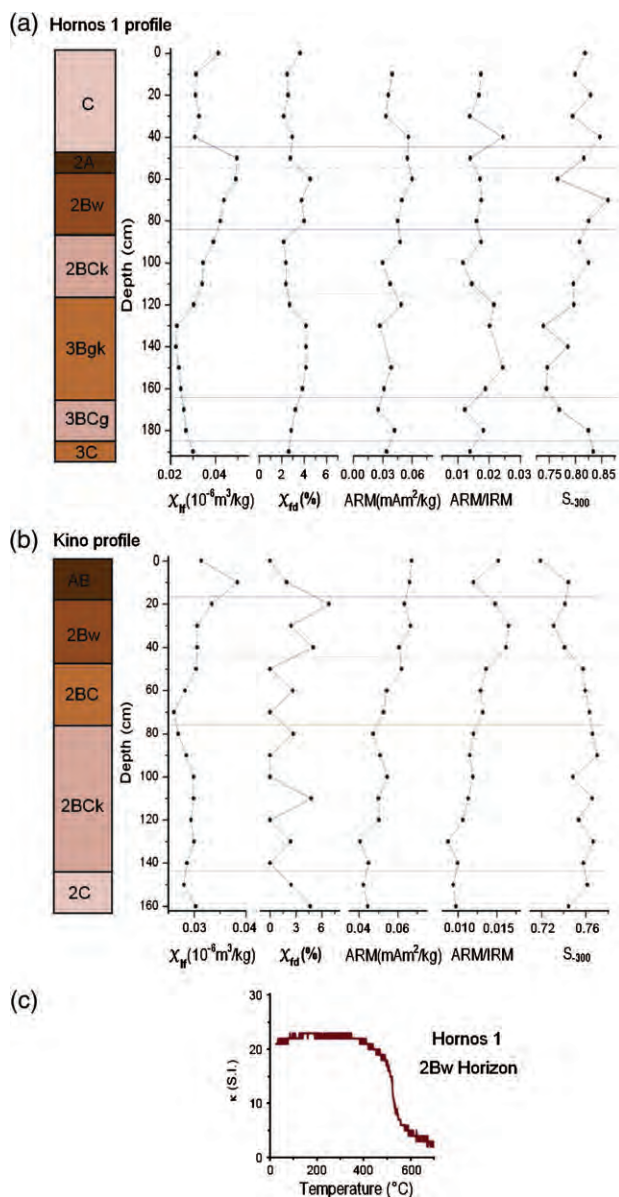 (a) Hornos 1 profile
C
2A
2Bw
2BCk
3Bgk
3BCg
3C
Depth (cm)
0
20
40
60
80
100
120
140
160
180
0.02 0.04 0 2 4 6 8 0.00 0.03 0.06 0.01 0.02 0.03 0.75 0.80 0.85
χlf(10⁻⁶m³/kg) χfd(%) ARM(mAm²/kg) ARM/IRM S-300
(b) Kino profile
AB
2Bw
2BC
2BCk
2C
Depth (cm)
0
20
40
60
80
100
120
140
160
0.03 0.04 0 3 6 0.04 0.06 0.010 0.015 0.72 0.76
χlf(10⁻⁶m³/kg) χfd(%) ARM(mAm²/kg) ARM/IRM S-300
(c)
Hornos 1
2Bw Horizon
κ (S.I.)
30
20
10
0
0 200 400 600
Temperature (°C)